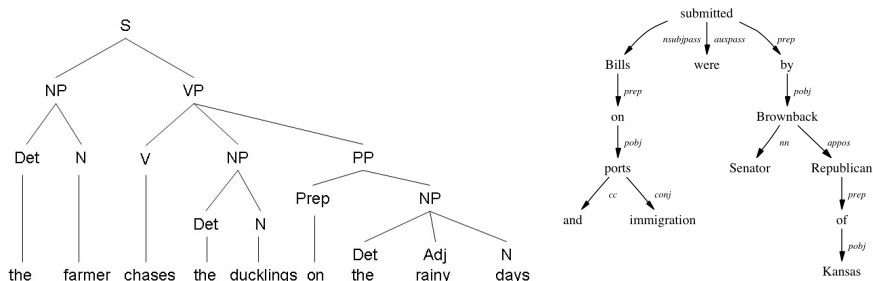 S
NP VP
Det N V NP PP
Det N Prep NP
Det Adj N
the farmer chases the ducklings on the rainy days
submitted
nsubjpass auxpass prep
Bills were by
prep pobj
on Brownback
pobj nn appos
ports Senator Republican
cc conj prep
and immigration of
pobj
Kansas